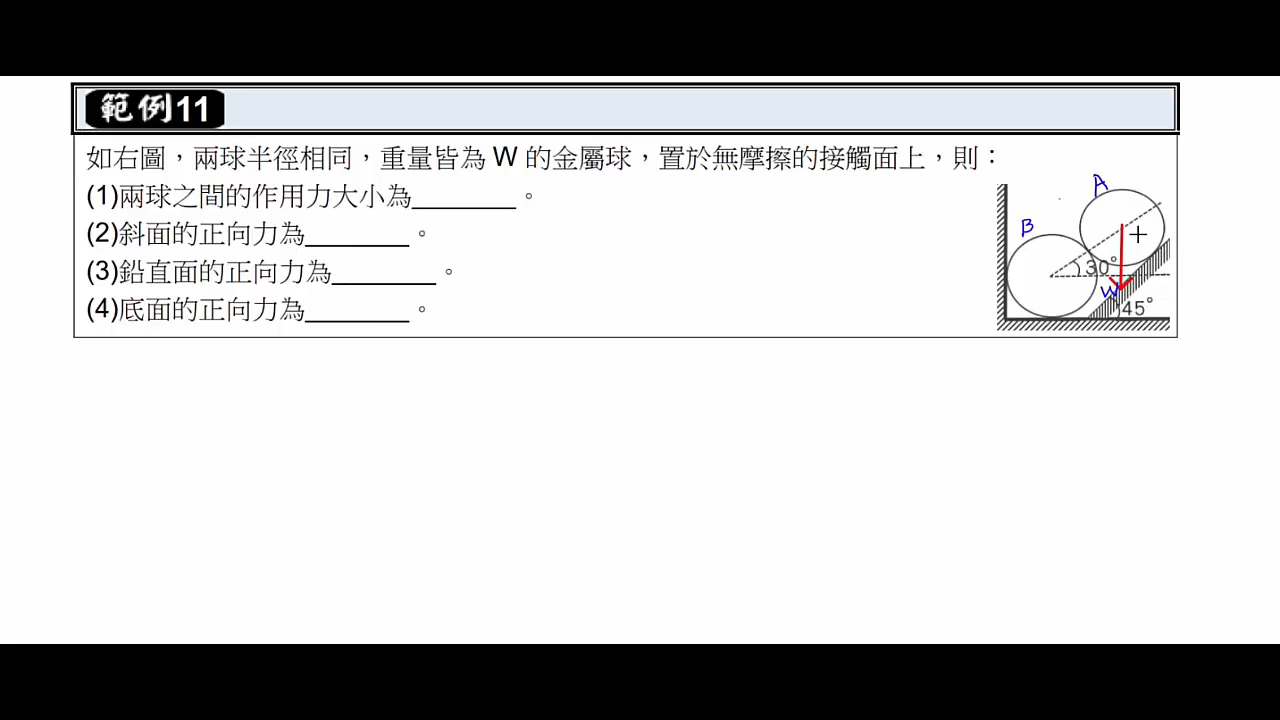 範例11
如右圖，兩球半徑相同，重量皆為 W 的金屬球，置於無摩擦的接觸面上，則：
(1)兩球之間的作用力大小為_______。
(2)斜面的正向力為_______。
(3)鉛直面的正向力為_______。
(4)底面的正向力為_______。
A
B
30°
W
45°